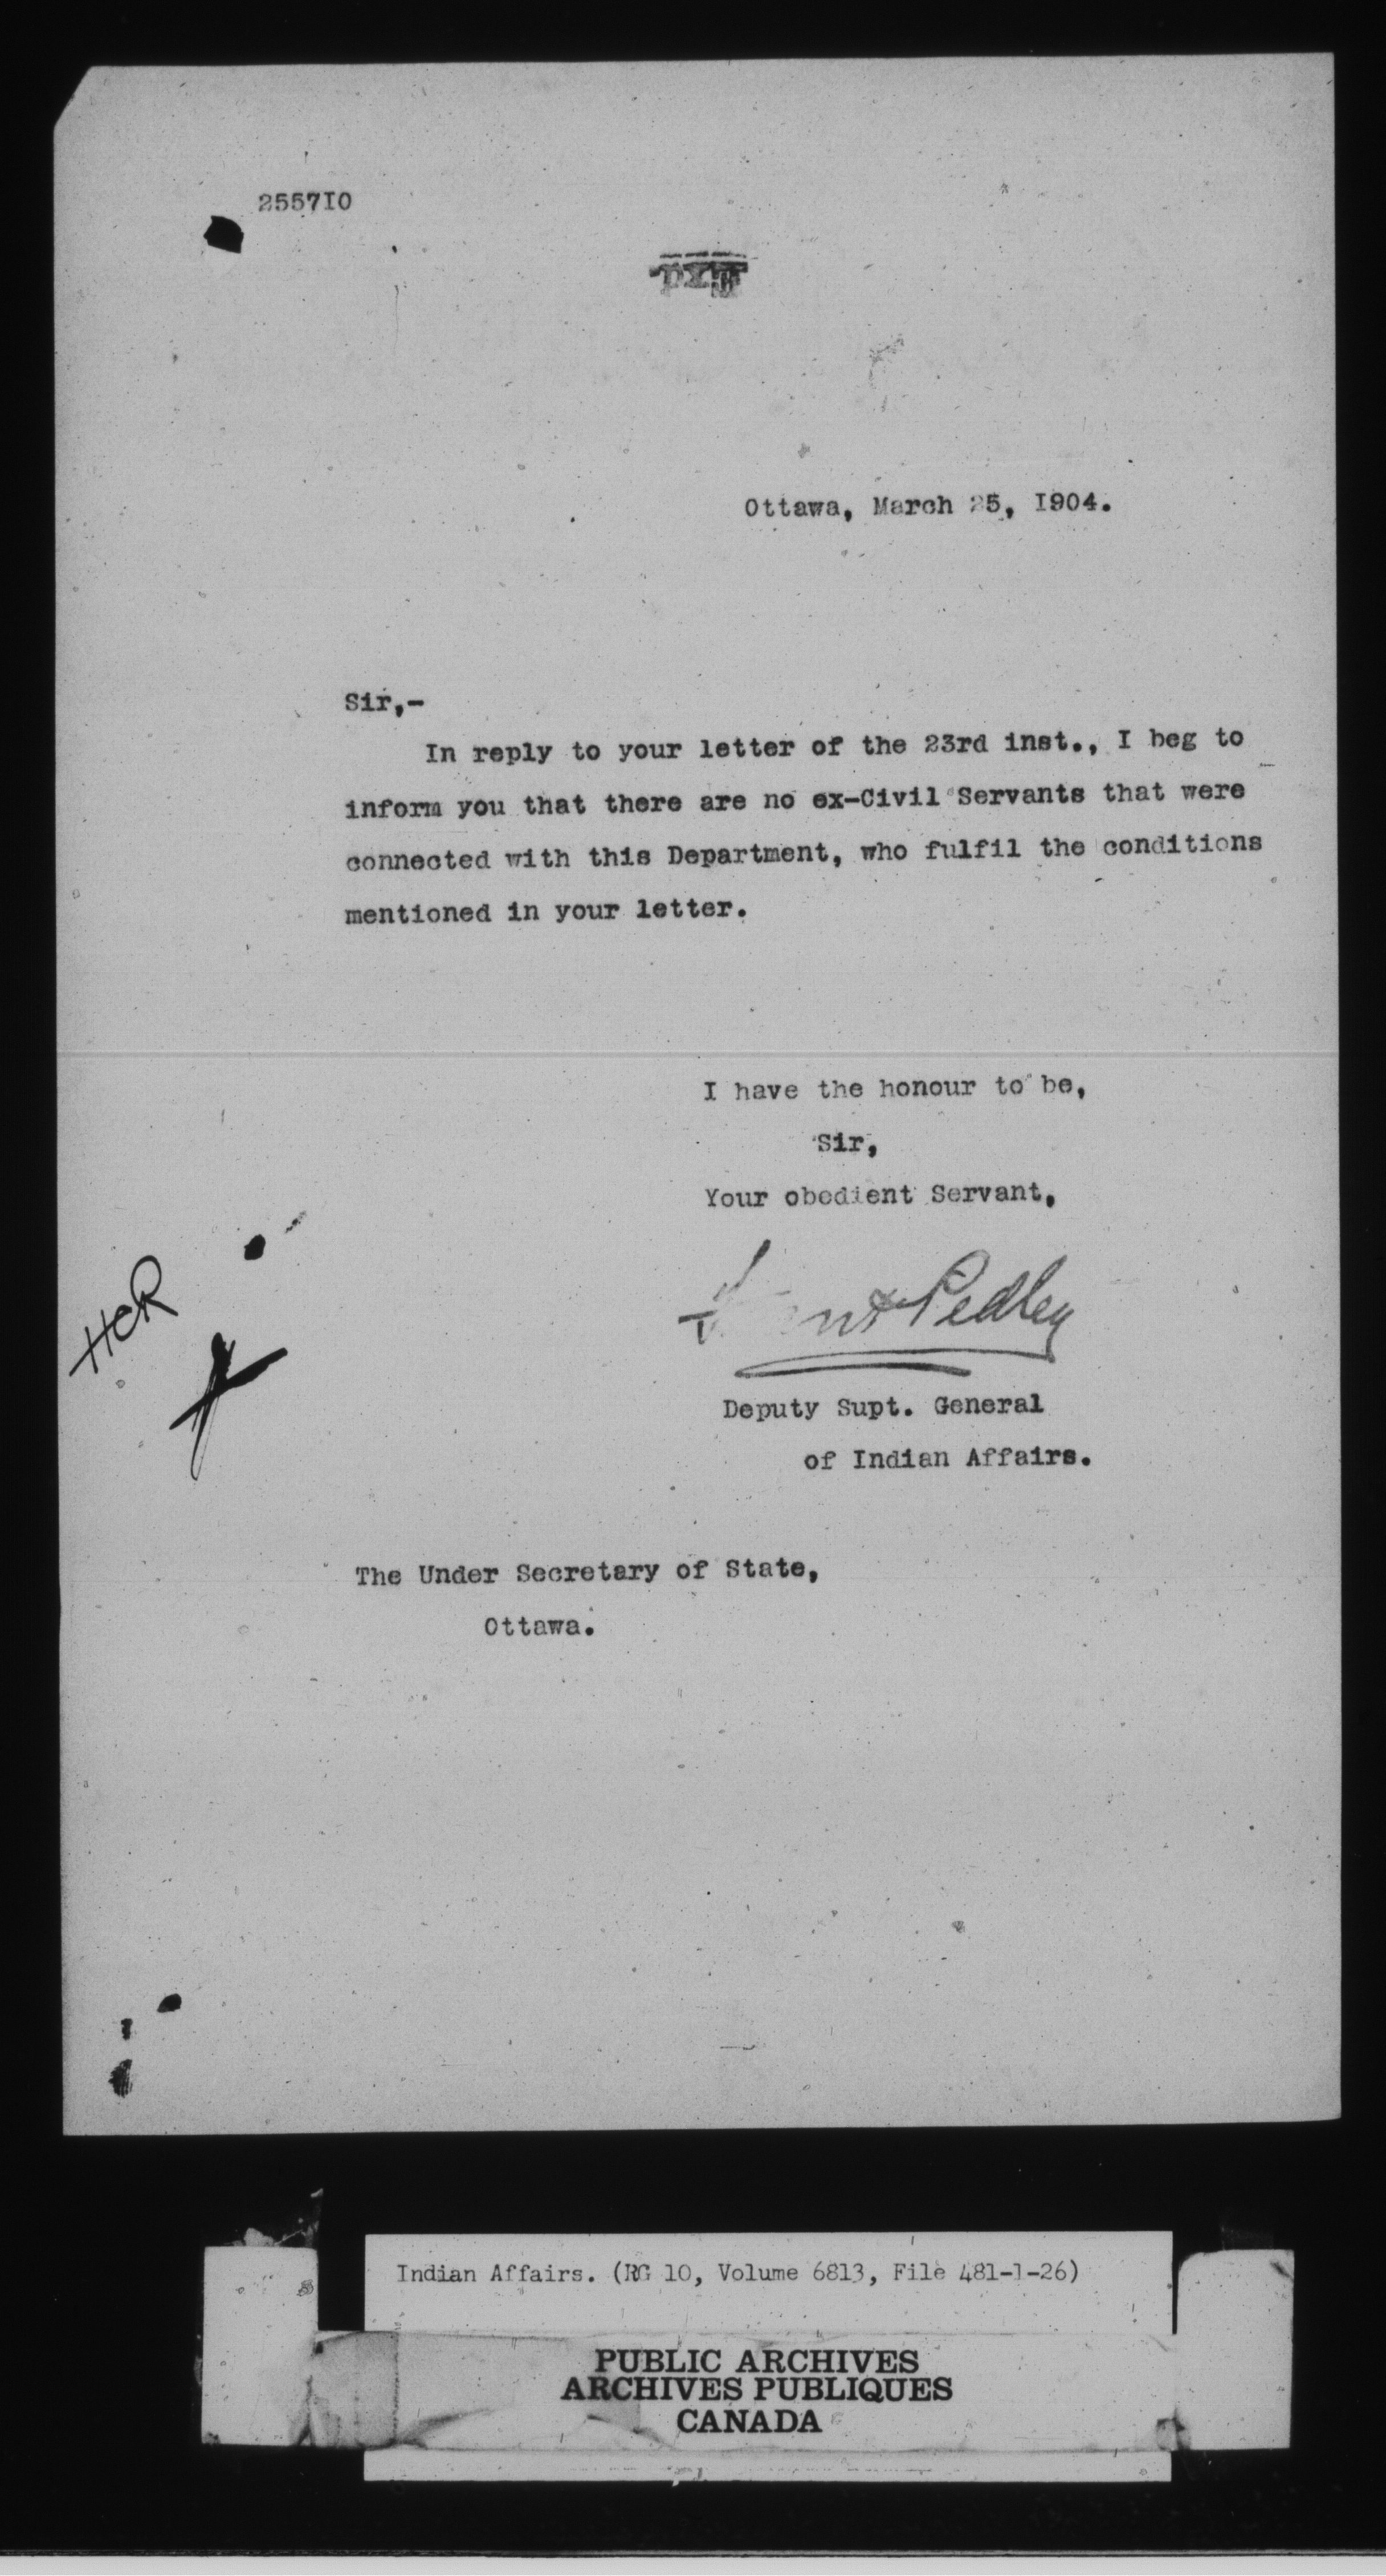 2557I0
Ottawa, March 25, I904.
Sir,-
In reply to your letter of the 23rd inst., I beg to
inform you that there are no ex-Civil Servants that were
connected with this Department, who fulfil the conditions
mentioned in your letter.
I have the honour to be,
Sir,
Your obedient Servant,
Pedley
HCR
Deputy Supt. General
of Indian Affairs.
The Under Secretary of State,
Ottawa.
Indian Affairs. (RG 10, Volume 6813, File 481-1-26)
PUBLIC ARCHIVES
ARCHIVES PUBLIQUES
CANADA